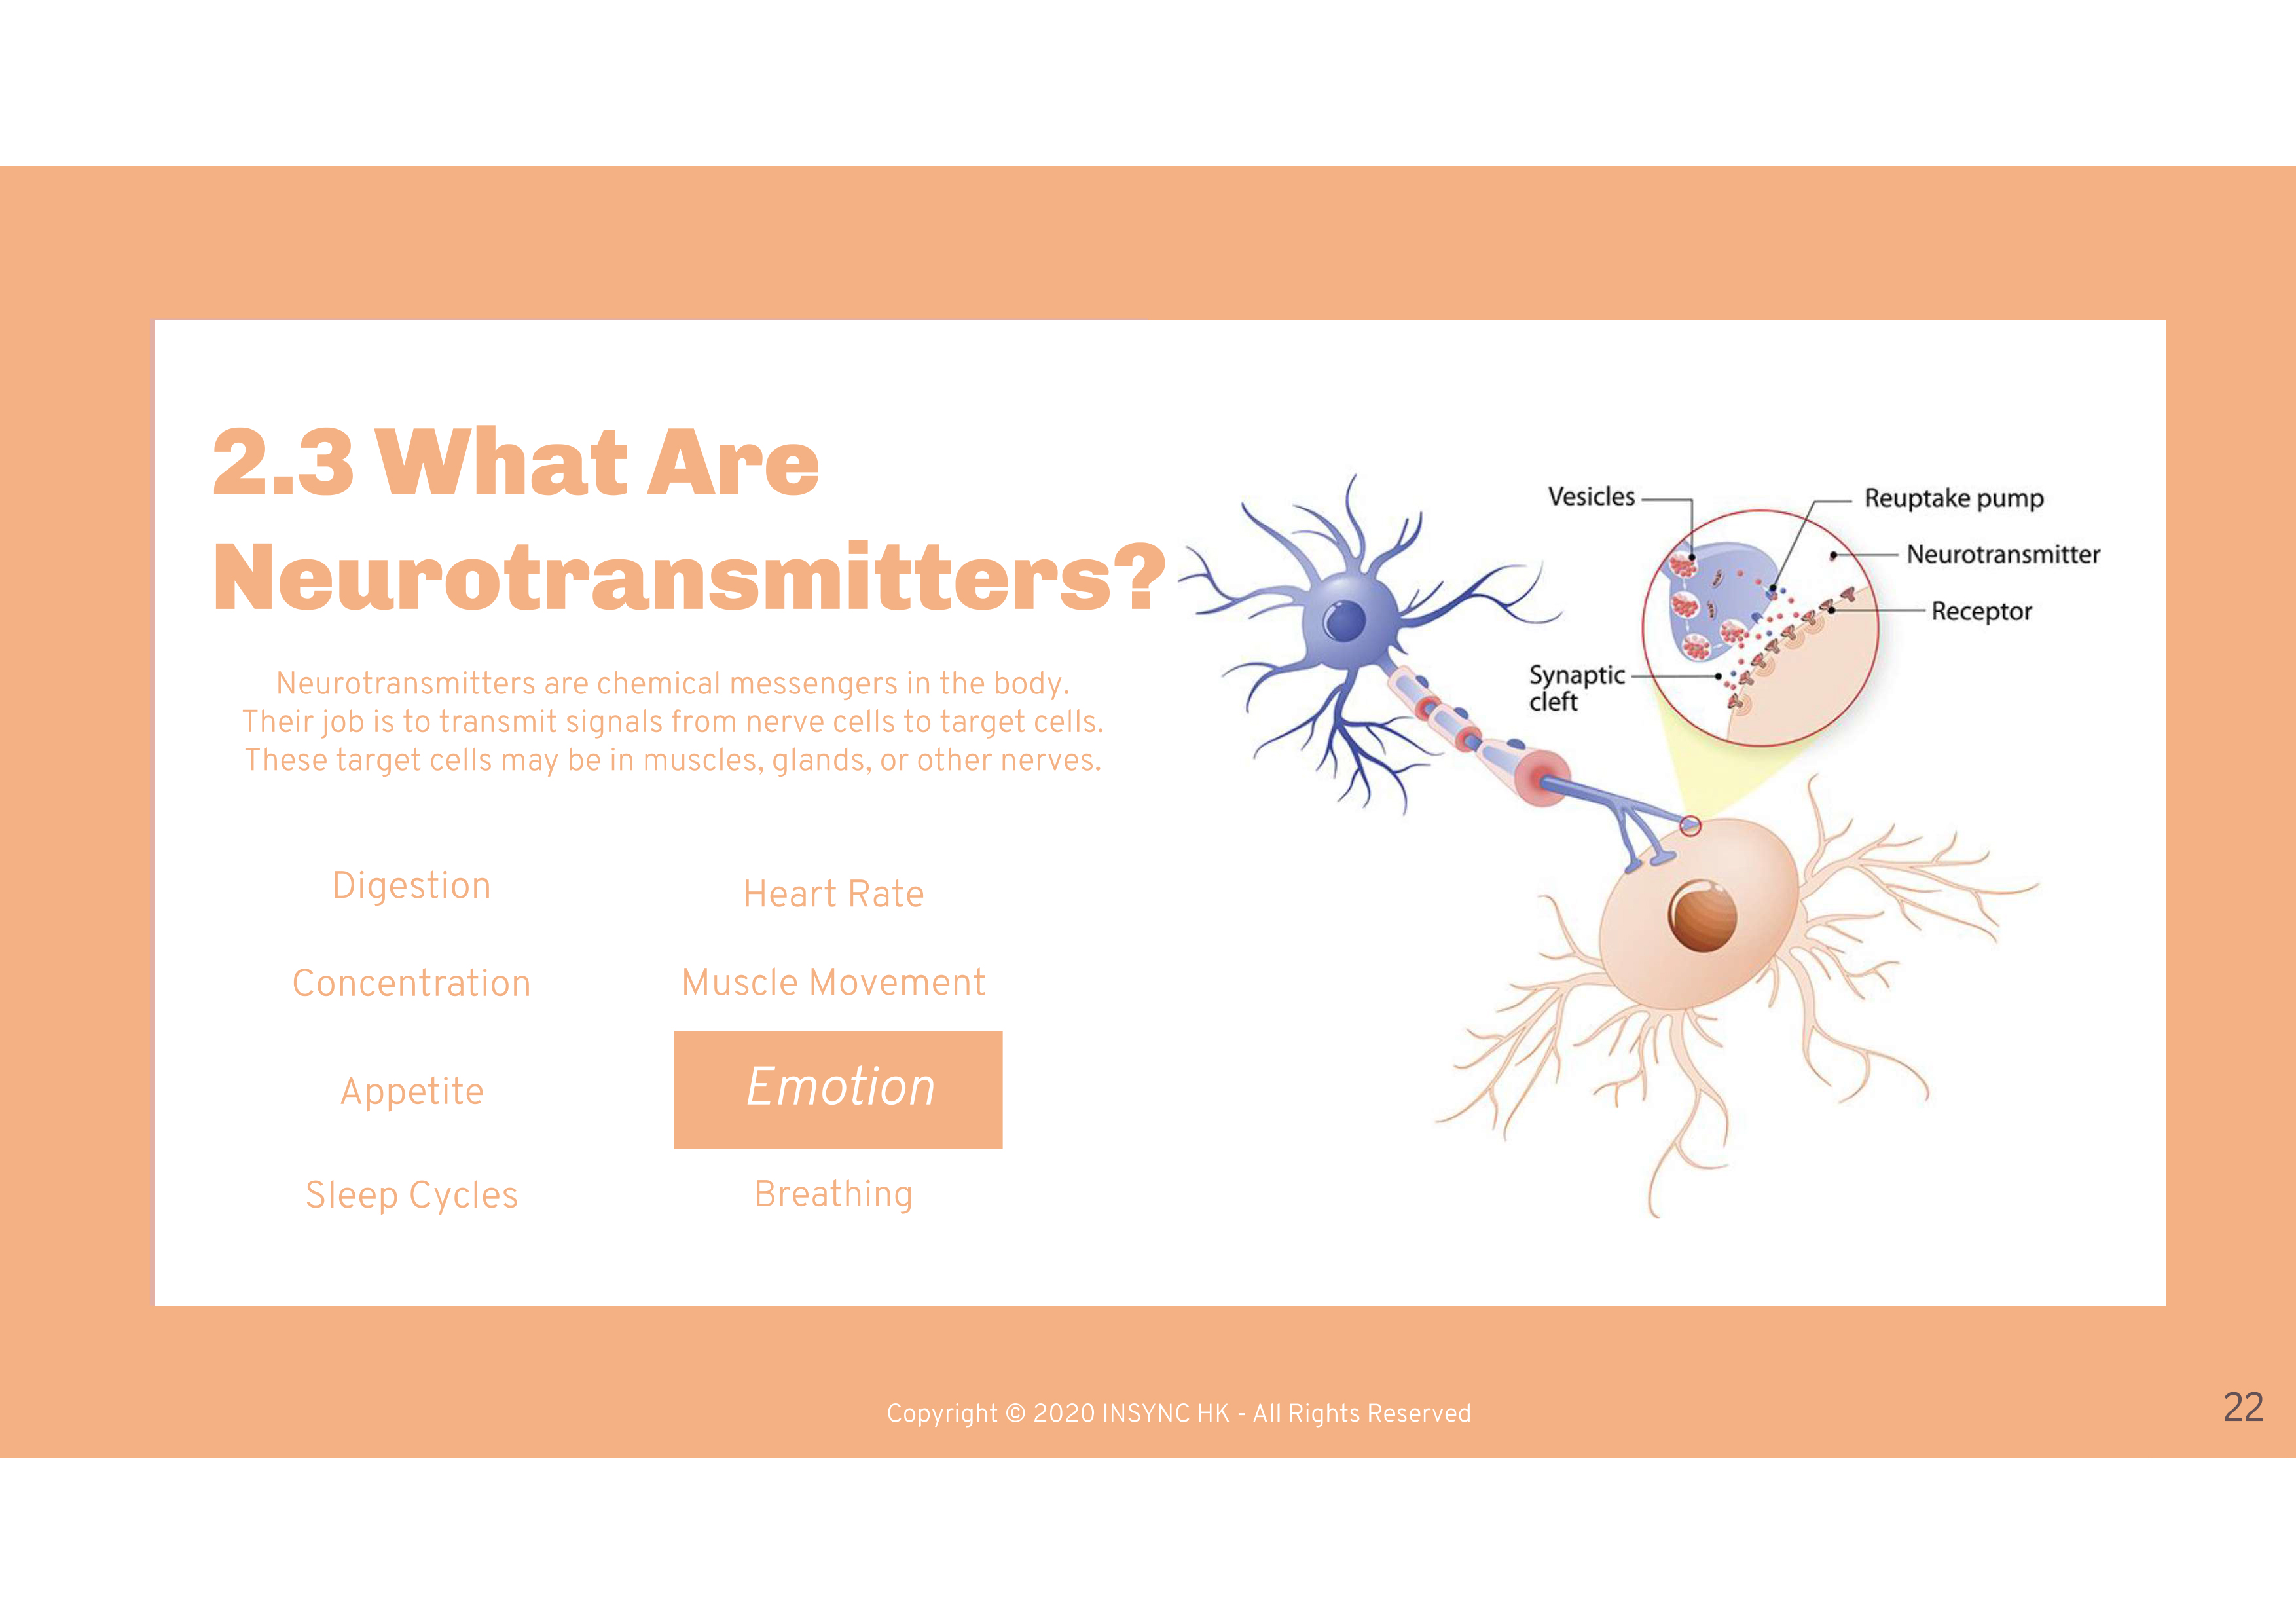 2.3 What Are
Neurotransmitters?
Neurotransmitters are chemical messengers in the body.
Their job is to transmit signals from nerve cells to target cells.
These target cells may be in muscles, glands, or other nerves.
Digestion
Heart Rate
Concentration
Muscle Movement
Appetite
Emotion
Sleep Cycles
Breathing
Vesicles
Reuptake pump
Neurotransmitter
Receptor
Synaptic
cleft
Copyright © 2020 INSYNC HK - All Rights Reserved
22